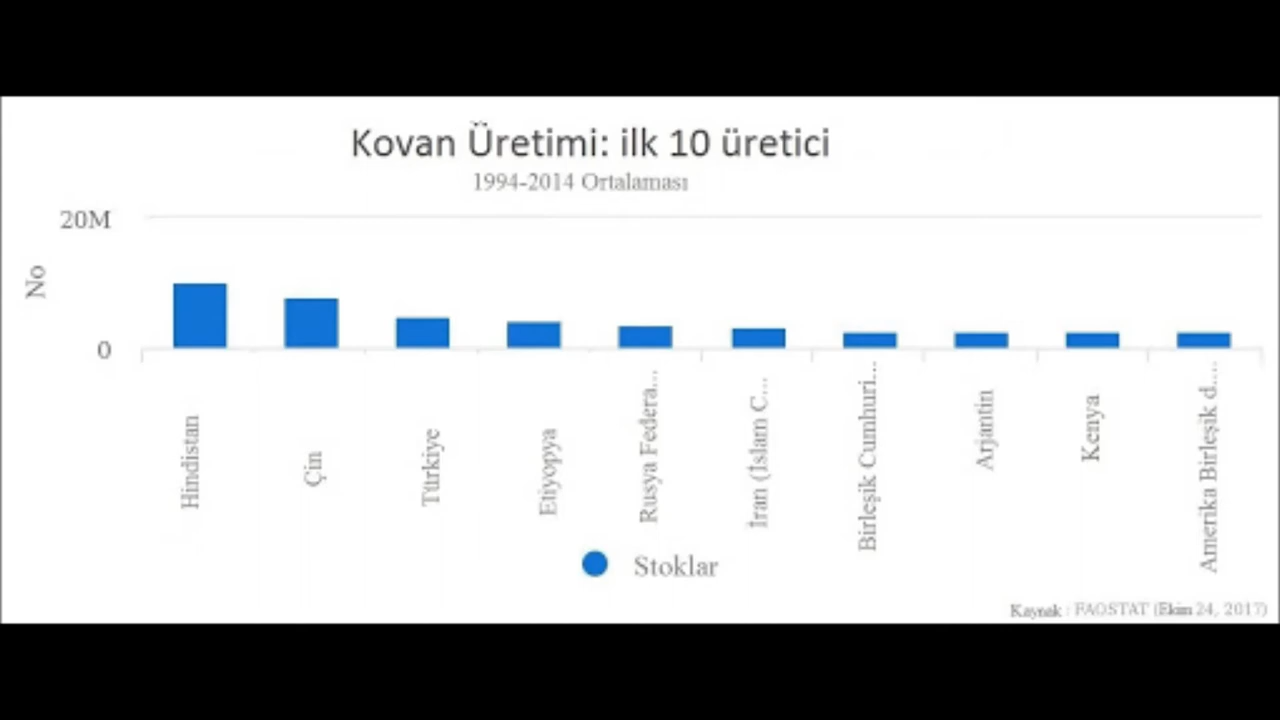 Kovan Üretimi: ilk 10 üretici
1994-2014 Ortalaması
20M
No
0
Hindistan
Çin
Türkiye
Etiyopya
Rusya Federa...
İran (İslam C...
Birleşik Cumhuri...
Arjantin
Kenya
Amerika Birleşik d....
Stoklar
Kaynak : FAOSTAT (Ekim 24, 2017)